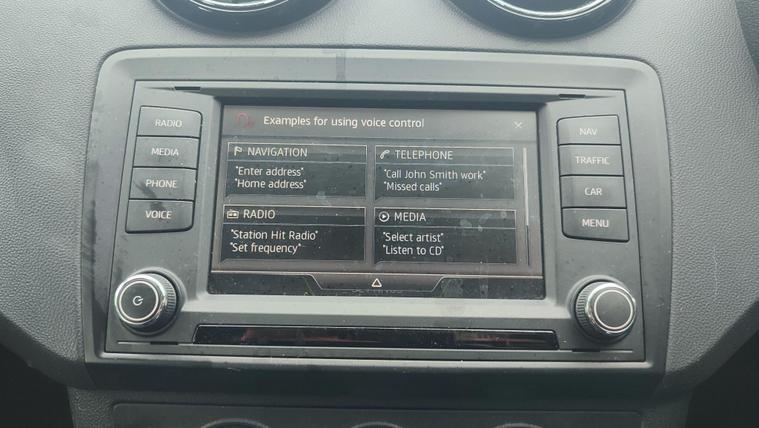 Examples for using voice control
RADIO
MEDIA
PHONE
VOICE
NAVIGATION
"Enter address"
"Home address"
TELEPHONE
"Call John Smith work"
"Missed calls"
RADIO
"Station Hit Radio"
"Set frequency"
MEDIA
"Select artist"
"Listen to CD"
NAV
TRAFFIC
CAR
MENU